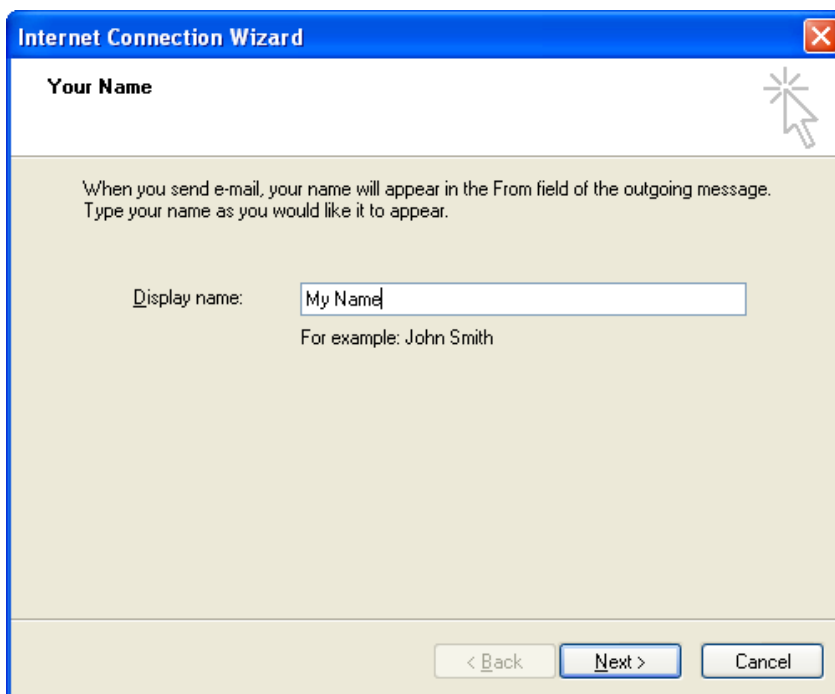 Internet Connection Wizard
Your Name
When you send e-mail, your name will appear in the From field of the outgoing message.
Type your name as you would like it to appear.
Display name:
My Name
For example: John Smith
< Back
Next >
Cancel